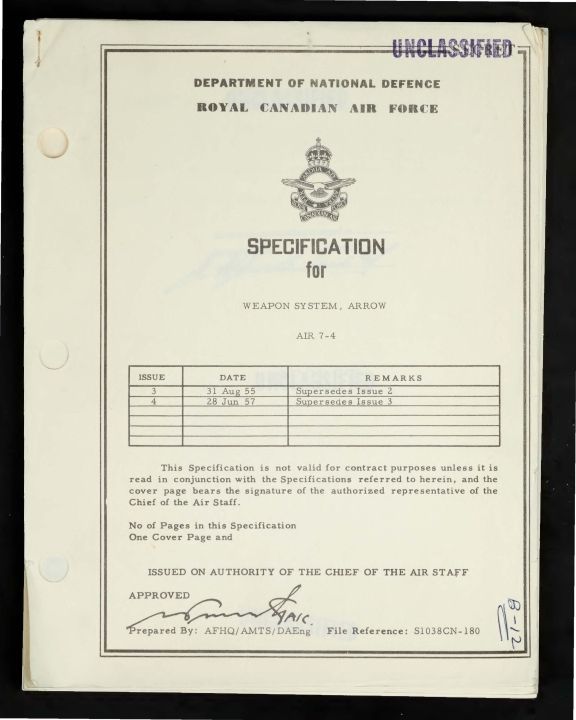 UNCLASSIFIED
DEPARTMENT OF NATIONAL DEFENCE
ROYAL CANADIAN AIR FORCE
SPECIFICATION
for
WEAPON SYSTEM, ARROW
AIR 7-4
ISSUE DATE REMARKS
3 31 Aug 55 Supersedes Issue 2
4 28 Jun 57 Supersedes Issue 3
This Specification is not valid for contract purposes unless it is
read in conjunction with the Specifications referred to herein, and the
cover page bears the signature of the authorized representative of the
Chief of the Air Staff.
No of Pages in this Specification
One Cover Page and
ISSUED ON AUTHORITY OF THE CHIEF OF THE AIR STAFF
APPROVED
Prepared By: AFHQ/AMTS/DAEng File Reference: S1038CN-180
B-12